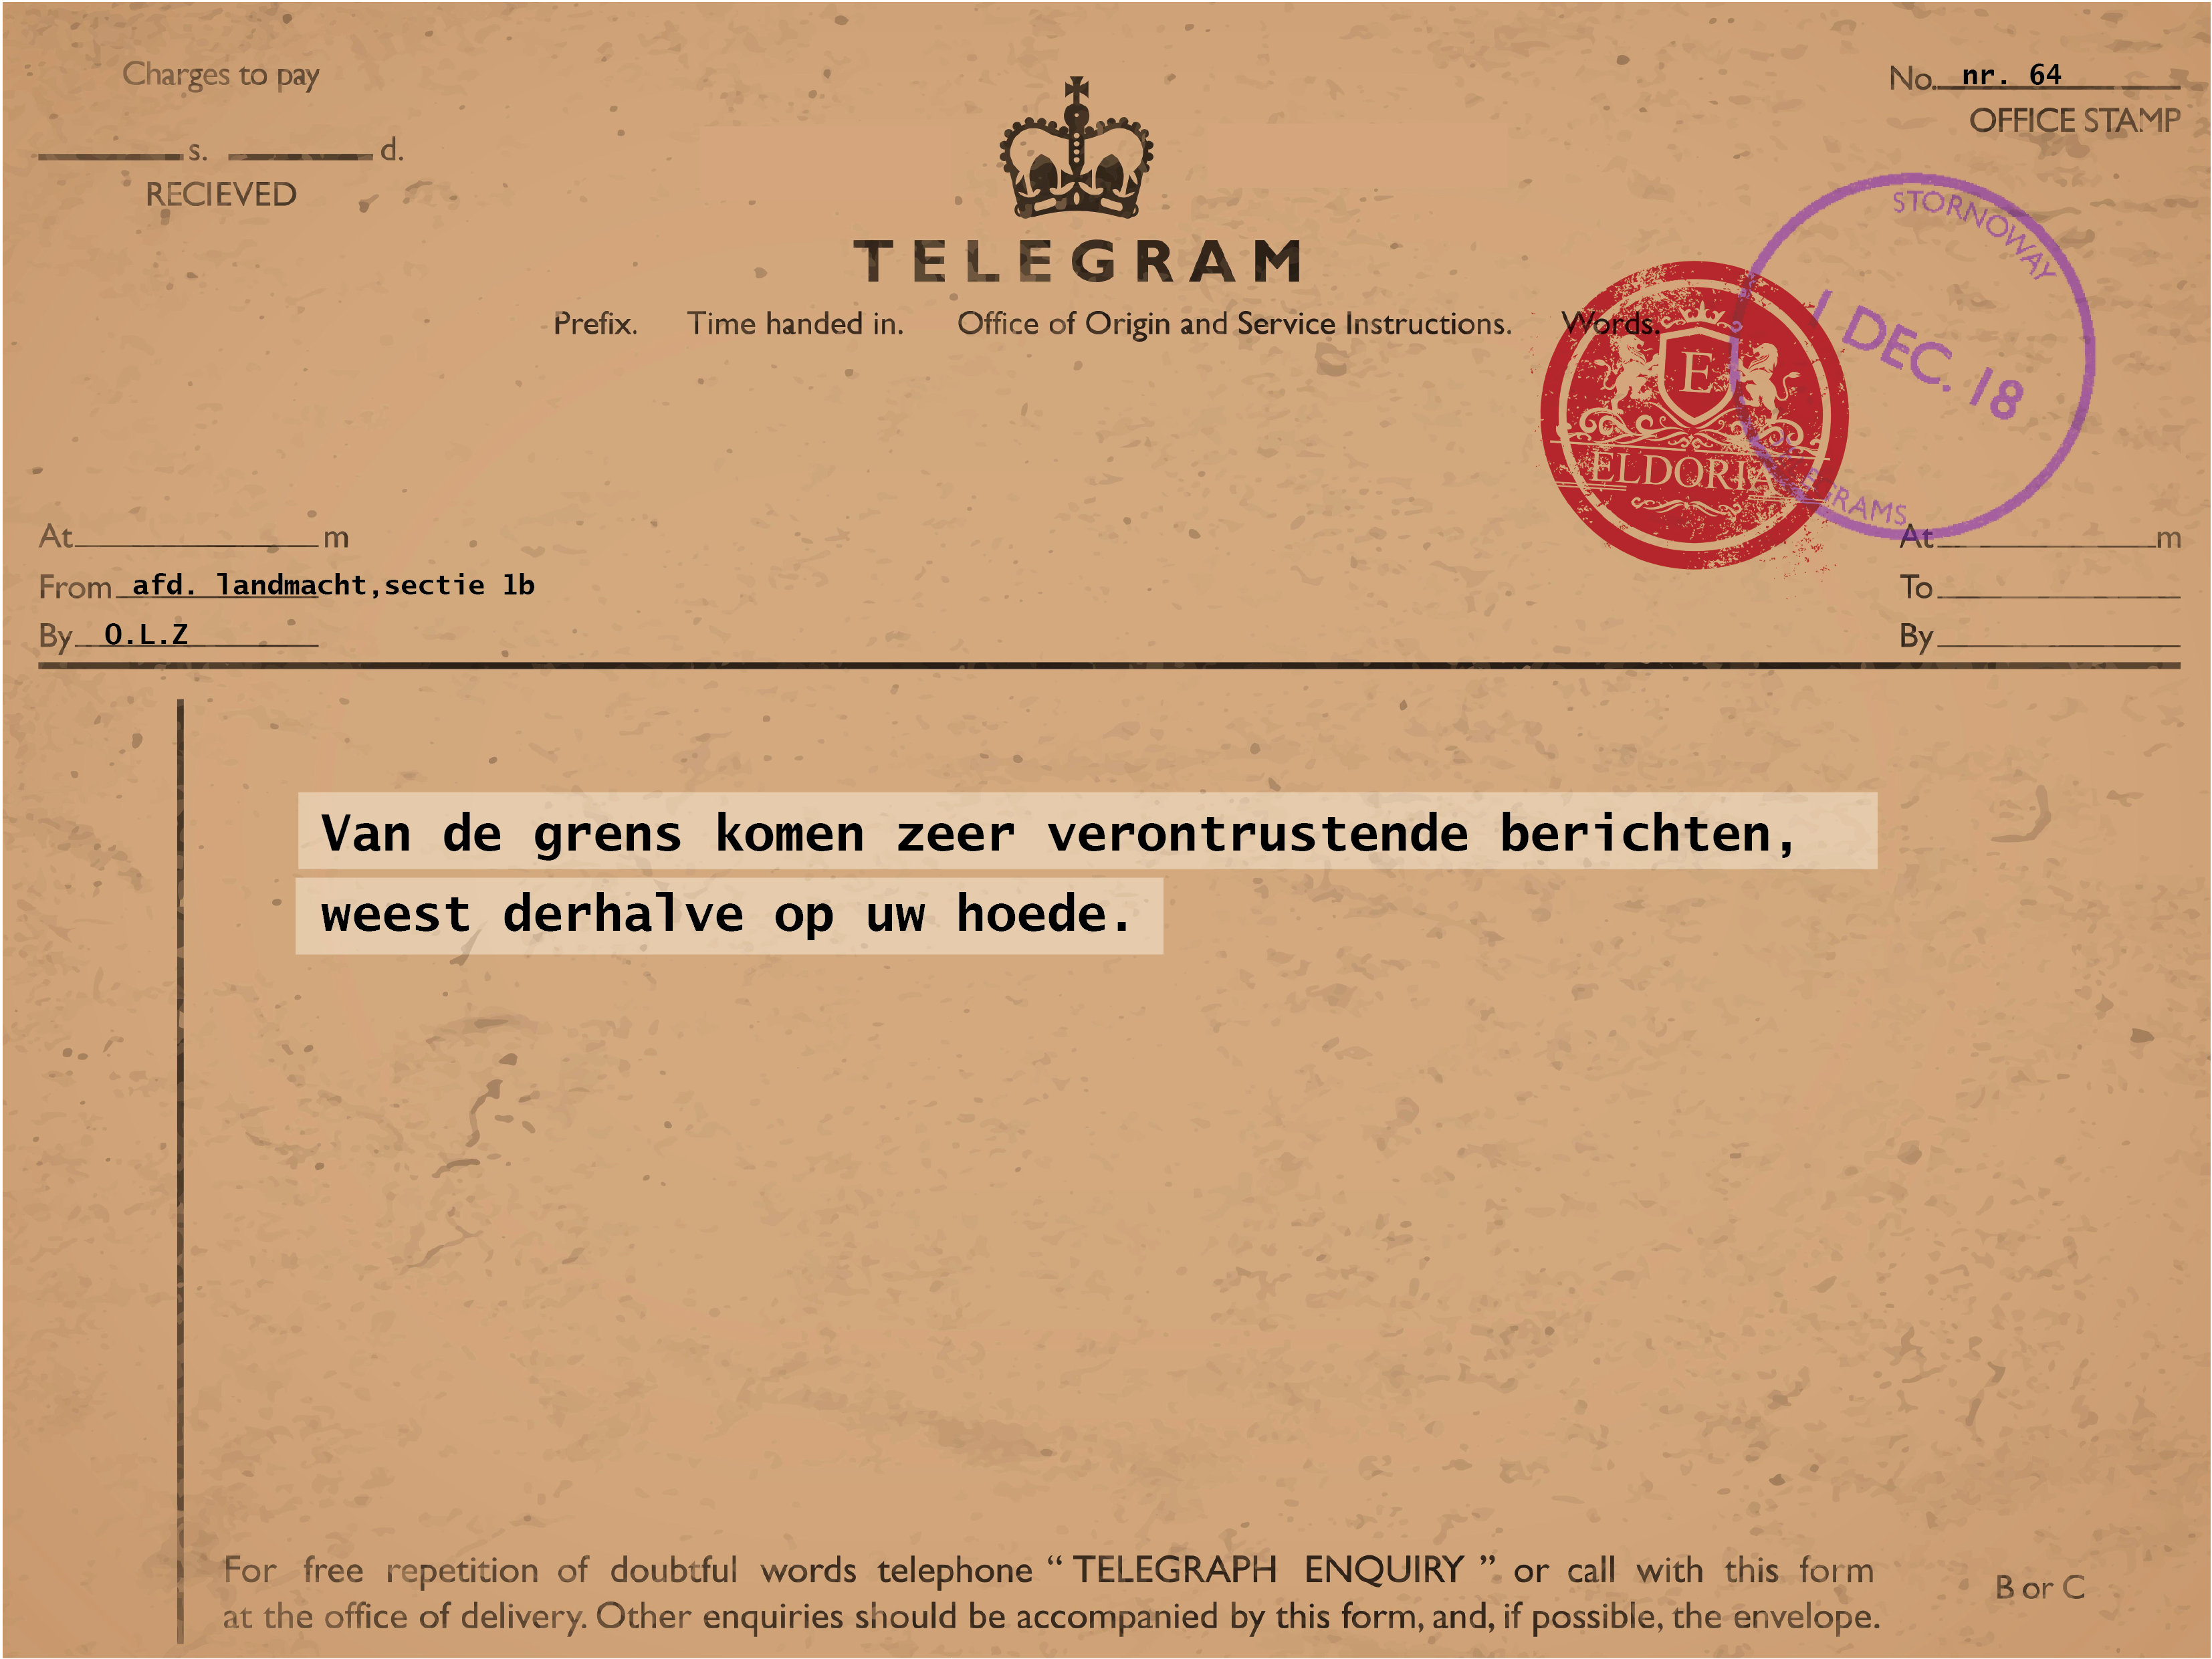 Charges to pay
s. d.
RECIEVED
No. nr. 64
OFFICE STAMP
TELEGRAM
Prefix. Time handed in. Office of Origin and Service Instructions. Words.
STORNOWAY
1 DEC. 18
E
ELDORIA
At m
From afd. landmacht,sectie 1b
By O.L.Z
At m
To
By
Van de grens komen zeer verontrustende berichten,
weest derhalve op uw hoede.
For free repetition of doubtful words telephone “ TELEGRAPH ENQUIRY ” or call with this form
at the office of delivery. Other enquiries should be accompanied by this form, and, if possible, the envelope.
B or C